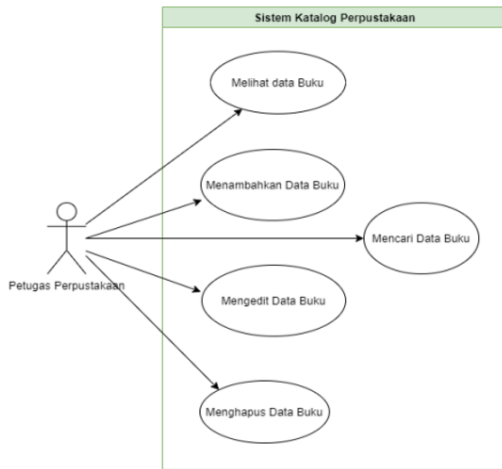 Sistem Katalog Perpustakaan
Melihat data Buku
Menambahkan Data Buku
Mencari Data Buku
Petugas Perpustakaan
Mengedit Data Buku
Menghapus Data Buku